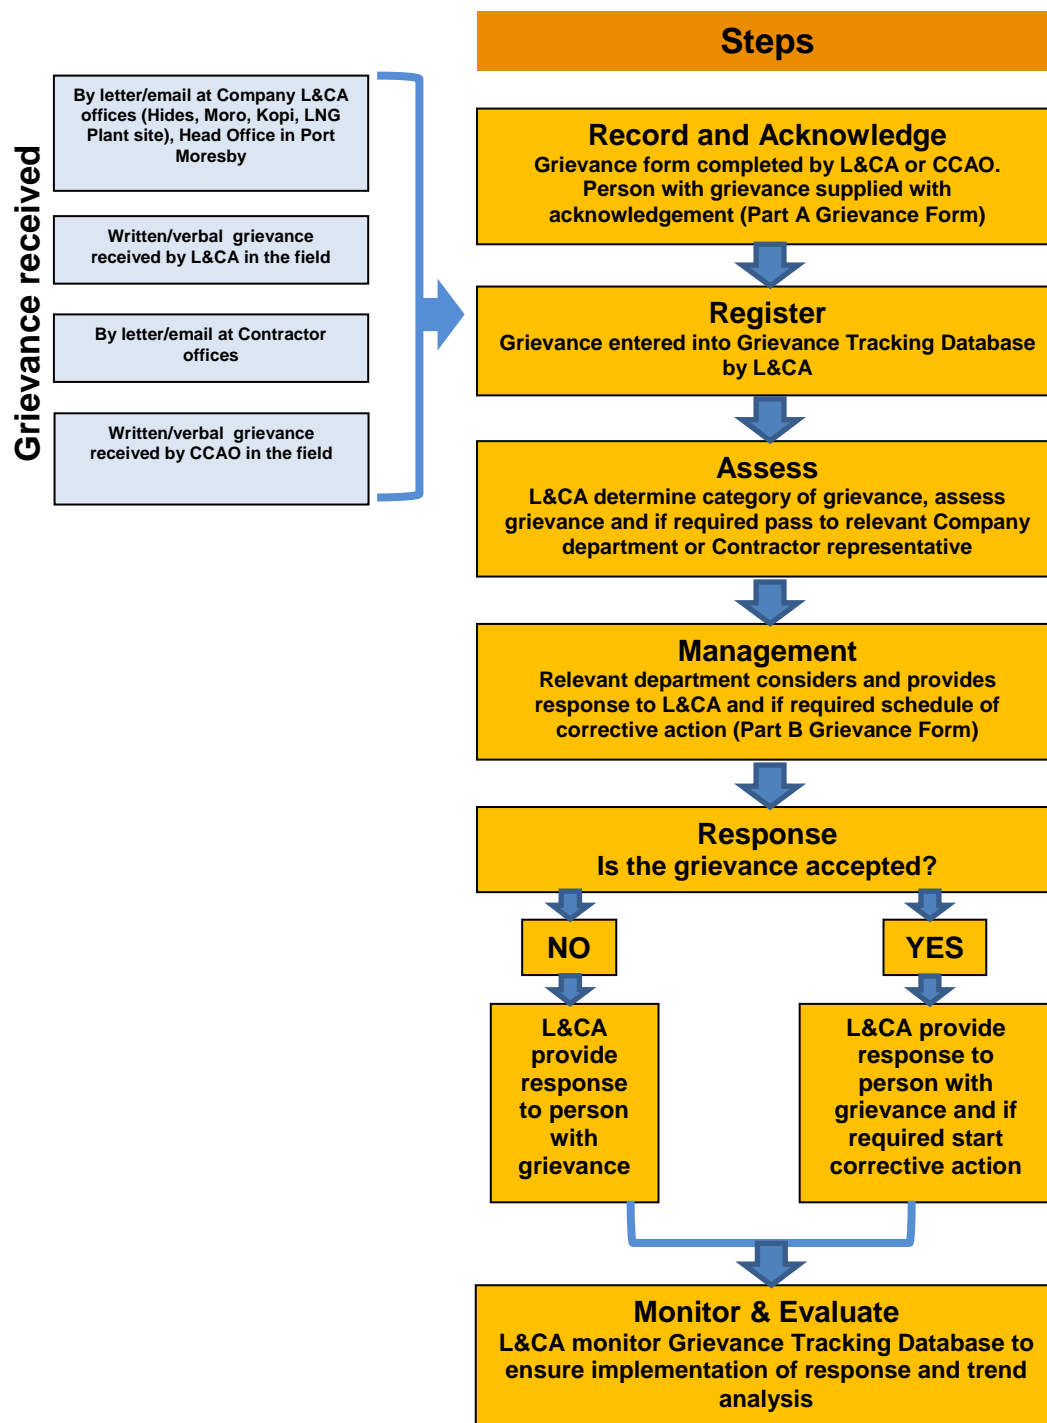 Steps
Grievance received
By letter/email at Company L&CA
offices (Hides, Moro, Kopi, LNG
Plant site), Head Office in Port
Moresby
Written/verbal grievance
received by L&CA in the field
By letter/email at Contractor
offices
Written/verbal grievance
received by CCAO in the field
Record and Acknowledge
Grievance form completed by L&CA or CCAO.
Person with grievance supplied with
acknowledgement (Part A Grievance Form)
Register
Grievance entered into Grievance Tracking Database
by L&CA
Assess
L&CA determine category of grievance, assess
grievance and if required pass to relevant Company
department or Contractor representative
Management
Relevant department considers and provides
response to L&CA and if required schedule of
corrective action (Part B Grievance Form)
Response
Is the grievance accepted?
NO
L&CA
provide
response
to person
with
grievance
YES
L&CA provide
response to
person with
grievance and if
required start
corrective action
Monitor & Evaluate
L&CA monitor Grievance Tracking Database to
ensure implementation of response and trend
analysis